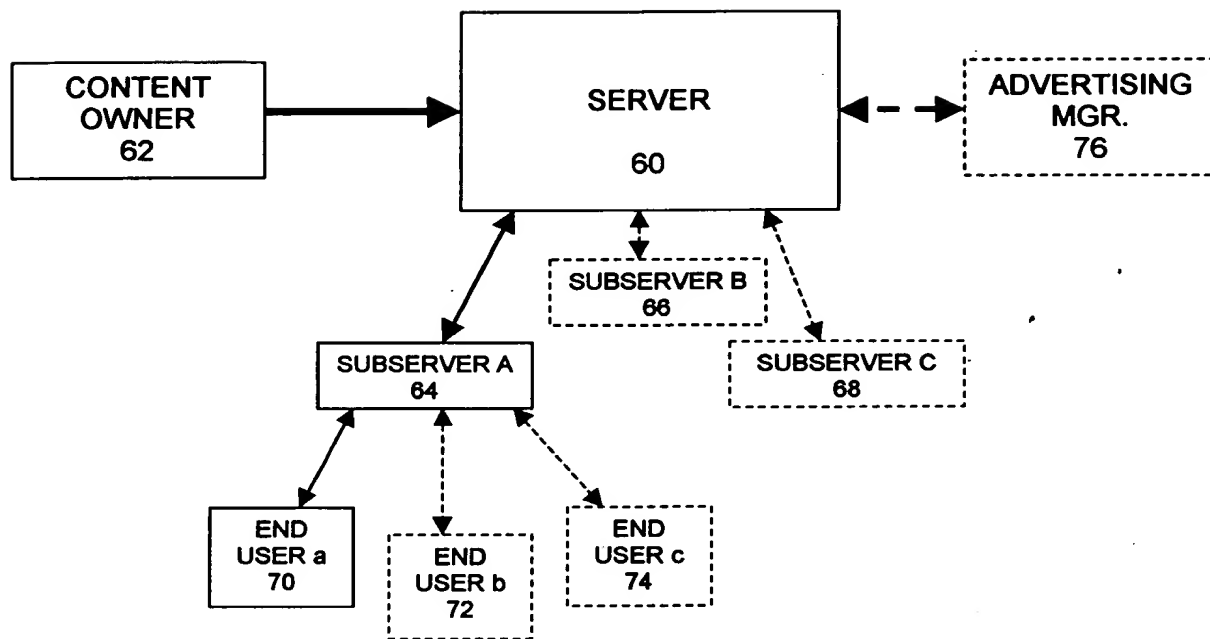 CONTENT
OWNER
62
SERVER
60
ADVERTISING
MGR.
76
SUBSERVER B
66
SUBSERVER A
64
SUBSERVER C
68
END
USER a
70
END
USER b
72
END
USER c
74